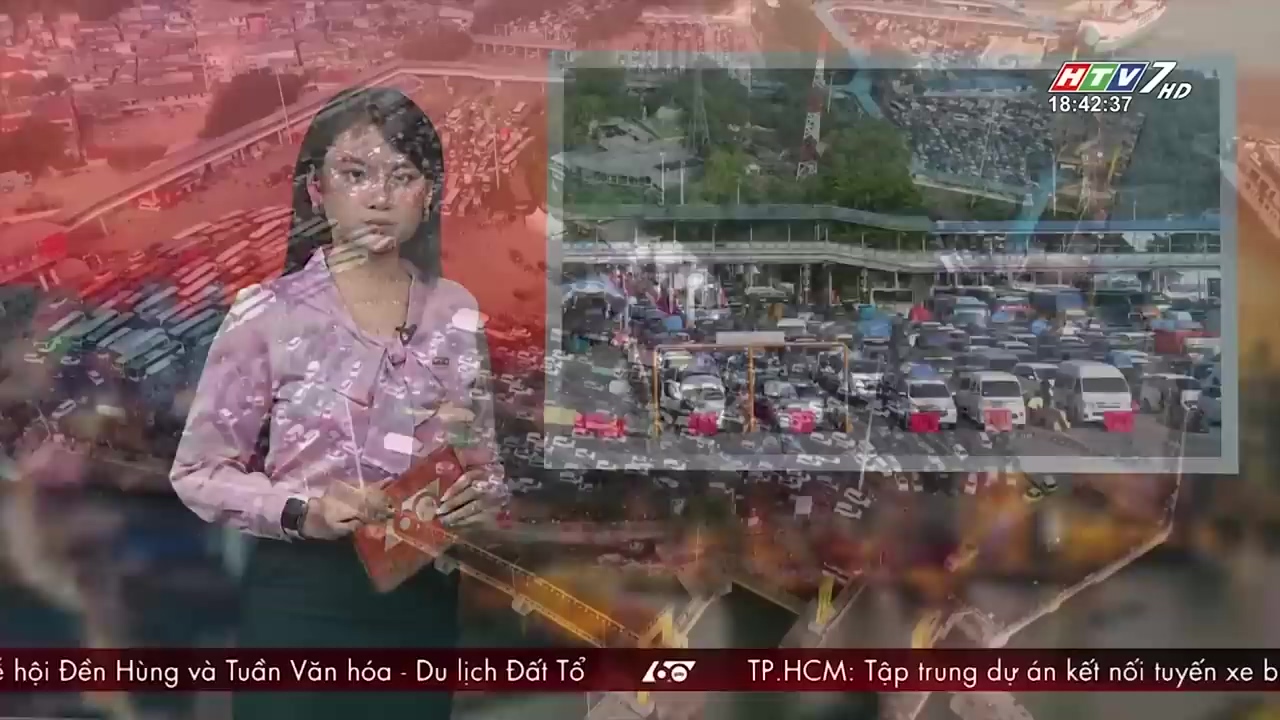 HTV7 HD
18:42:37
hội Đền Hùng và Tuần Văn hóa - Du lịch Đất Tổ
60
TP.HCM: Tập trung dự án kết nối tuyến xe b